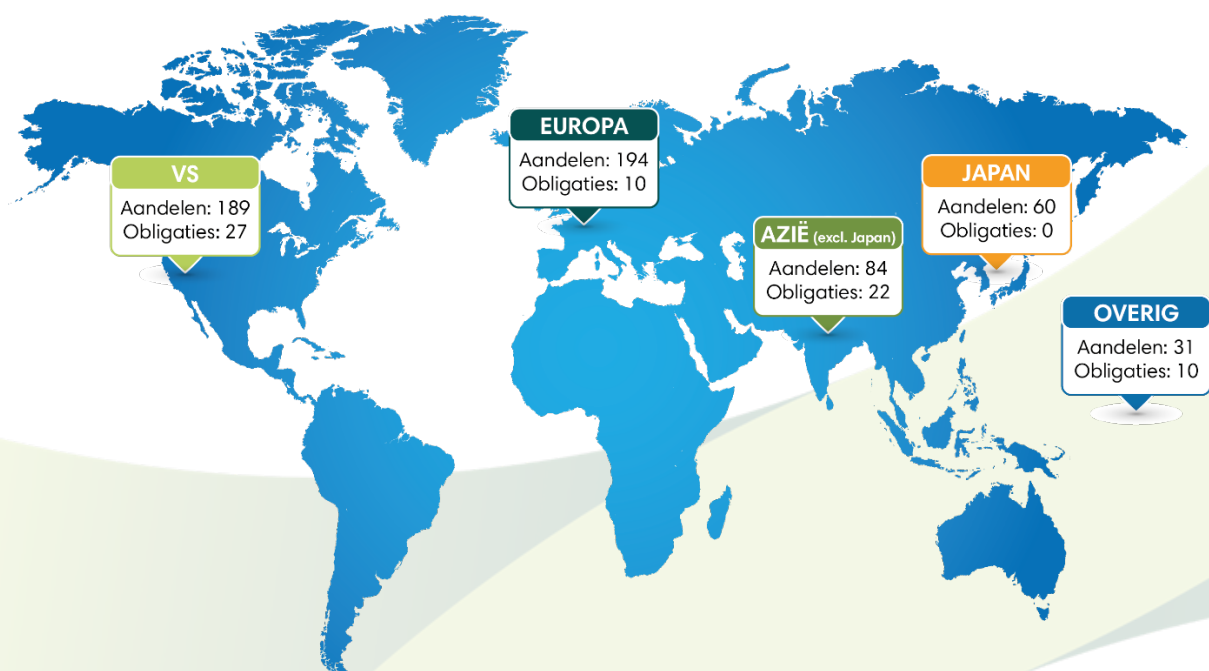 EUROPA
Aandelen: 194
Obligaties: 10
VS
Aandelen: 189
Obligaties: 27
JAPAN
Aandelen: 60
Obligaties: 0
AZIË (excl. Japan)
Aandelen: 84
Obligaties: 22
OVERIG
Aandelen: 31
Obligaties: 10